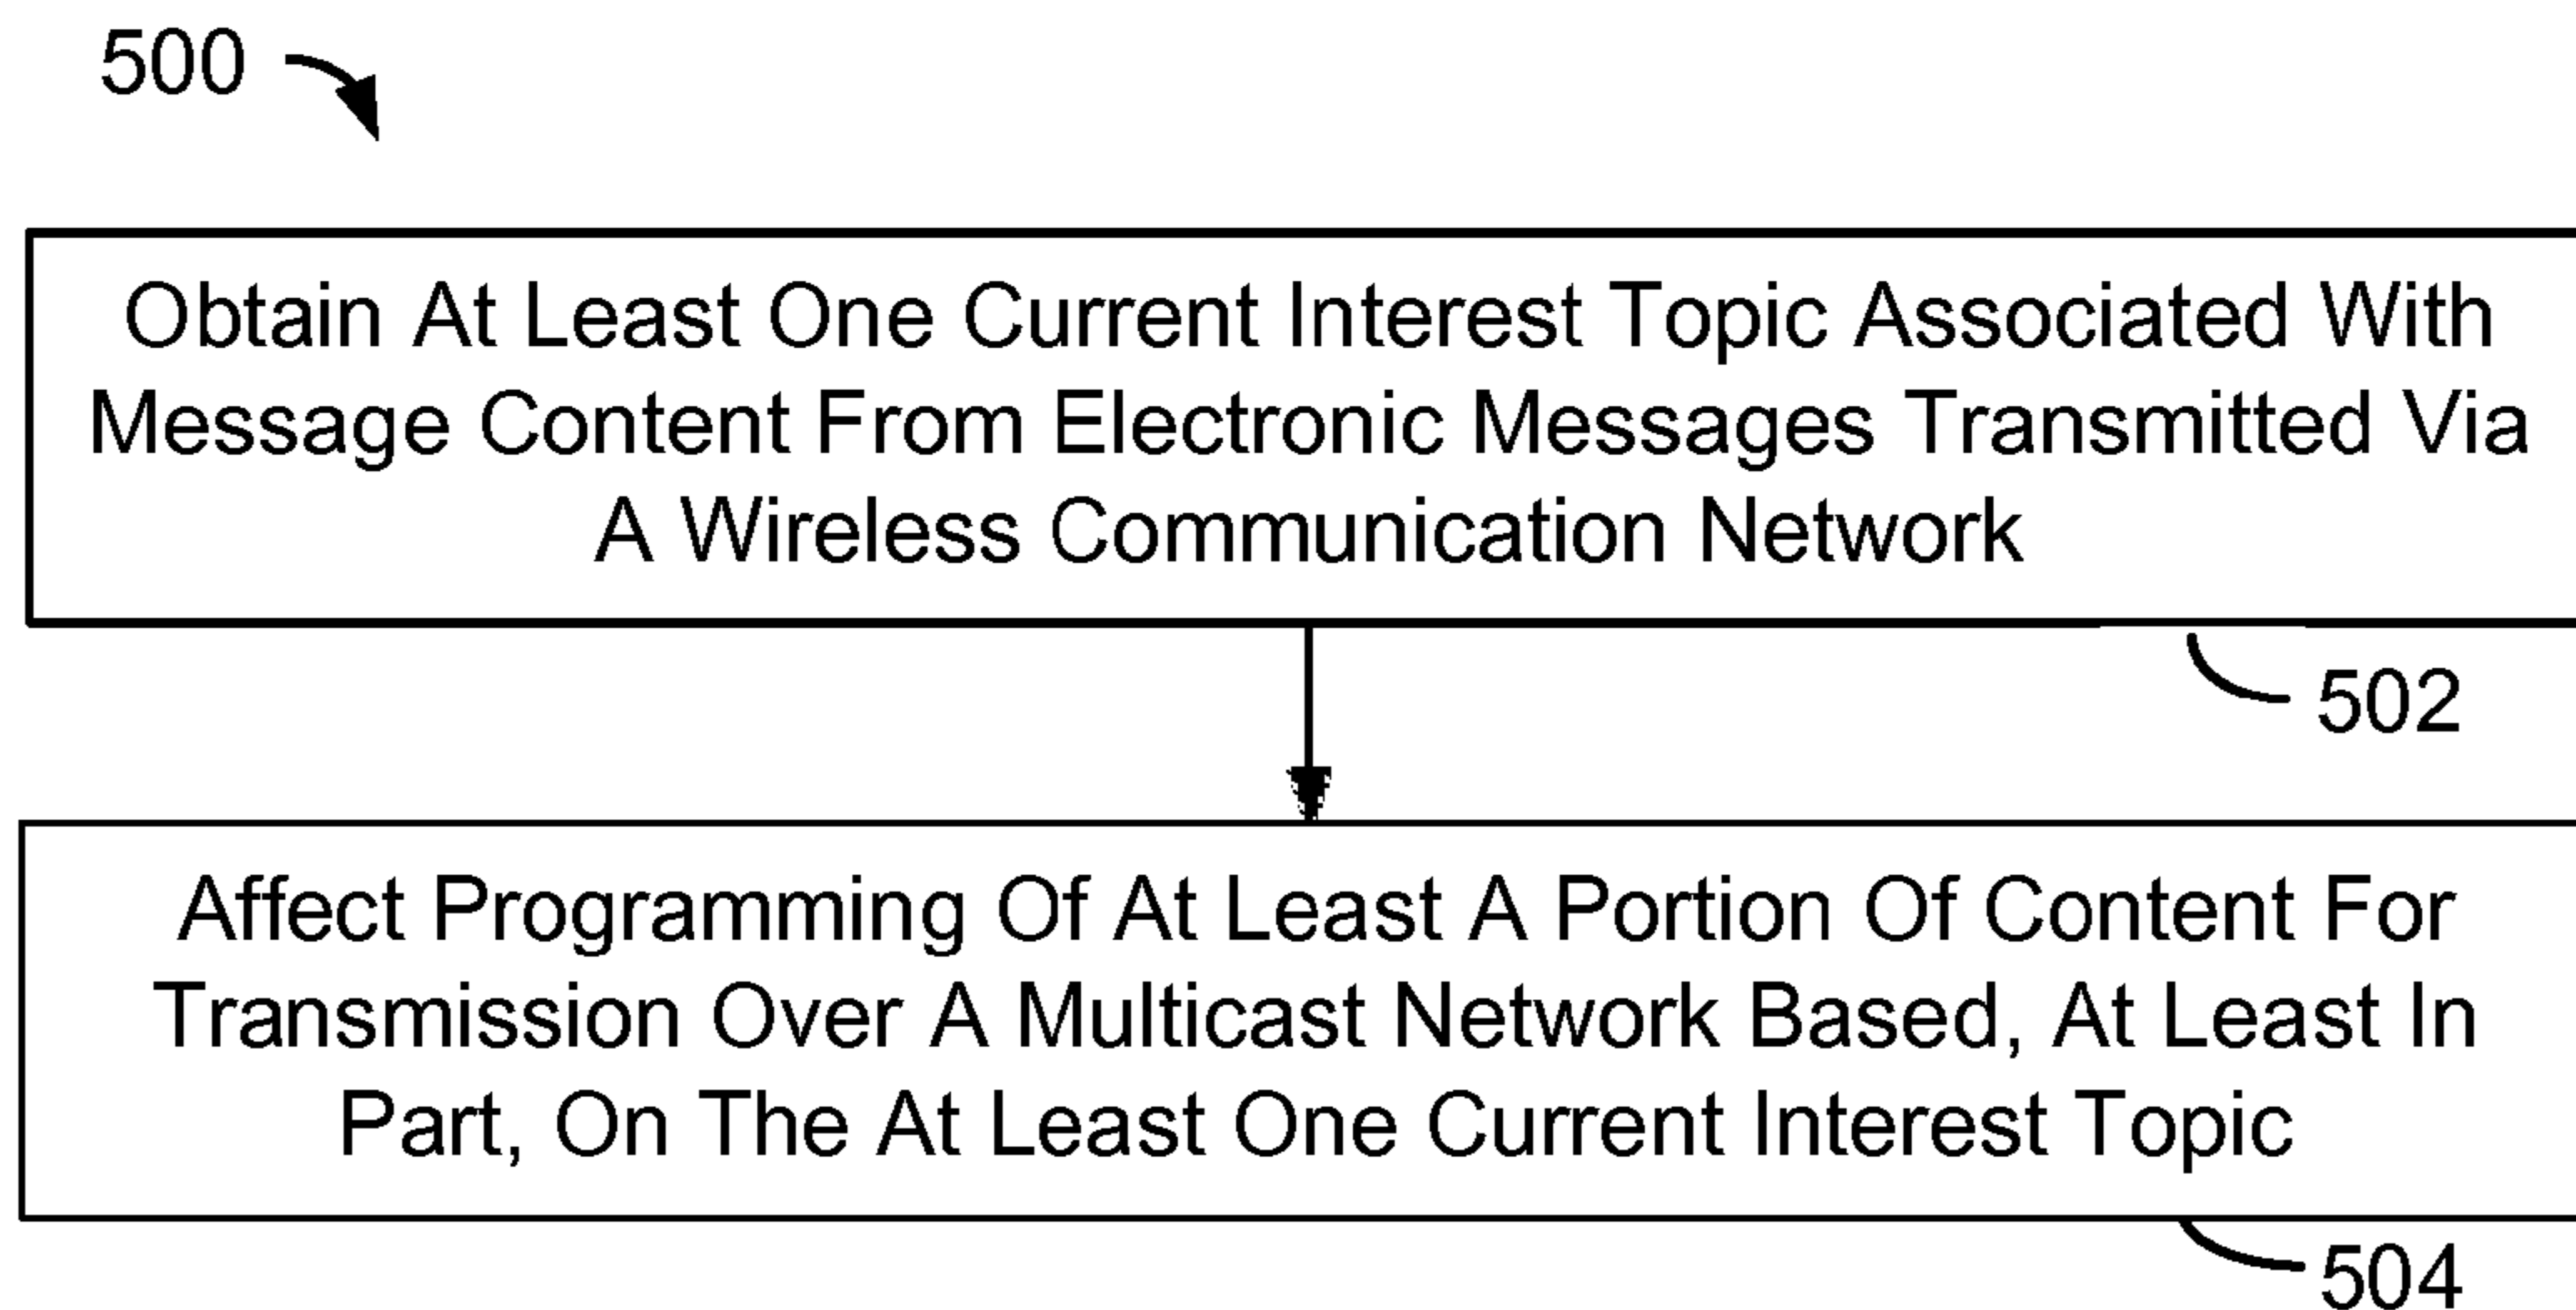 500
Obtain At Least One Current Interest Topic Associated With
Message Content From Electronic Messages Transmitted Via
A Wireless Communication Network
502
Affect Programming Of At Least A Portion Of Content For
Transmission Over A Multicast Network Based, At Least In
Part, On The At Least One Current Interest Topic
504